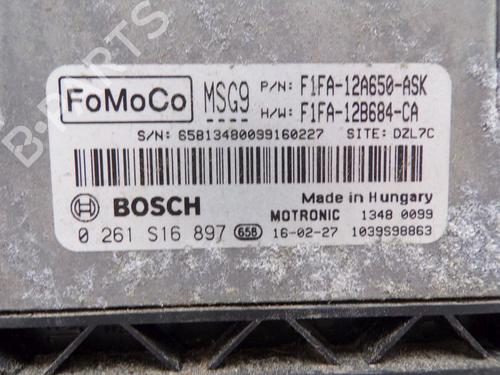 FoMoCo
MSG9
P/N: F1FA-12A650-ASK
H/W: F1FA-12B684-CA
S/N: 65813480099160227 SITE: DZL7C
BOSCH
Made in Hungary
MOTRONIC 1348 0099
0 261 S16 897 658 16-02-27 1039S98863
B-PARTS